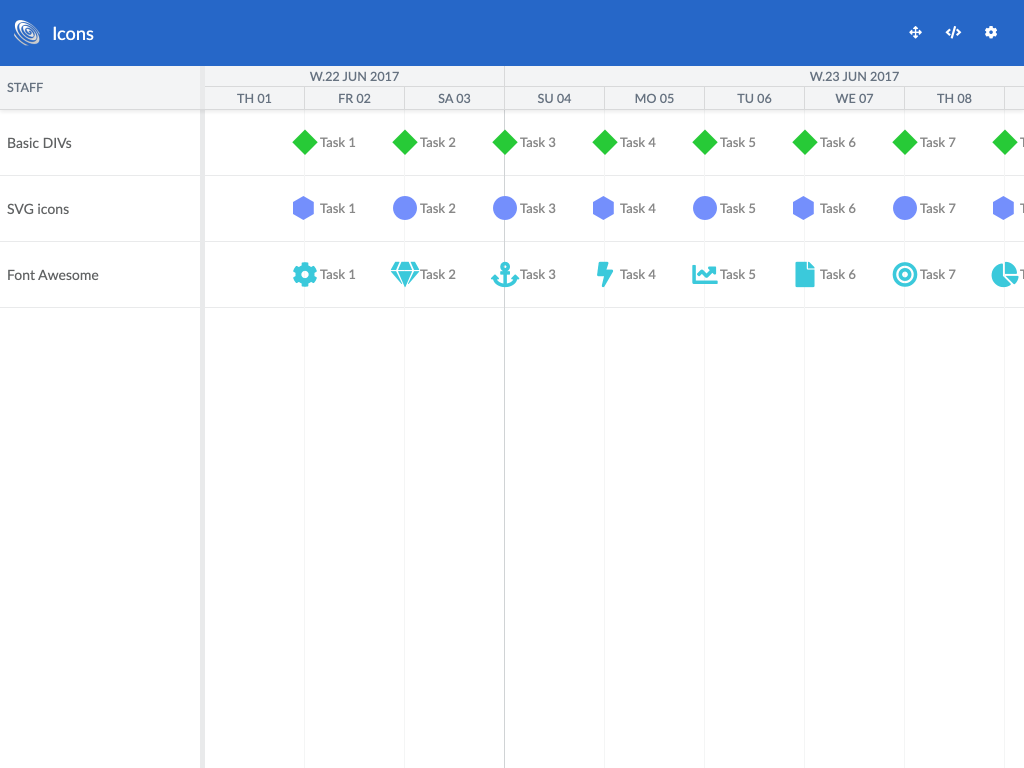 Icons
STAFF
W.22 JUN 2017 W.23 JUN 2017
TH 01 FR 02 SA 03 SU 04 MO 05 TU 06 WE 07 TH 08
Basic DIVs Task 1 Task 2 Task 3 Task 4 Task 5 Task 6 Task 7
SVG icons Task 1 Task 2 Task 3 Task 4 Task 5 Task 6 Task 7
Font Awesome Task 1 Task 2 Task 3 Task 4 Task 5 Task 6 Task 7